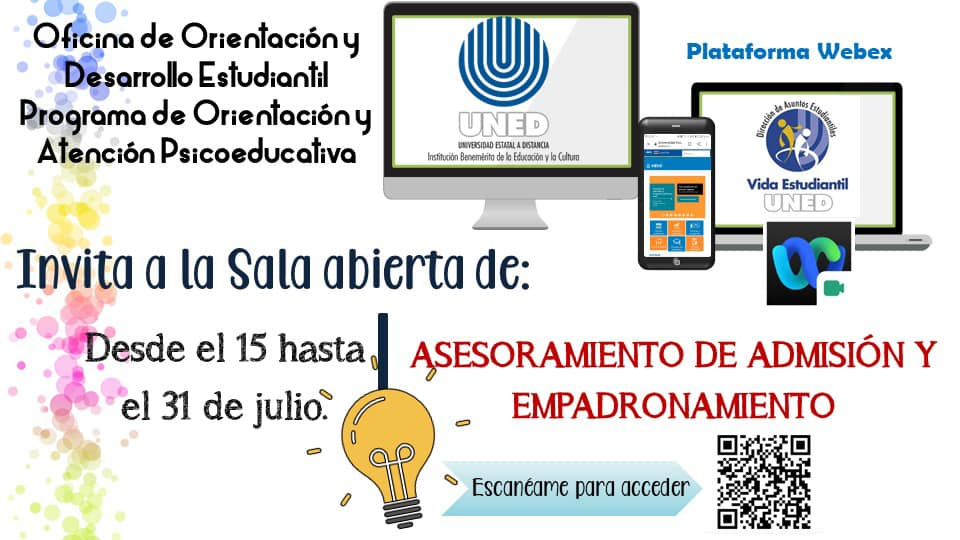 Oficina de Orientación y
Desarrollo Estudiantil
Programa de Orientación y
Atención Psicoeducativa
UNED
UNIVERSIDAD ESTATAL A DISTANCIA
Institución Benemérita de la Educación y la Cultura
Plataforma Webex
Dirección de Asuntos Estudiantiles
Vida Estudiantil
UNED
MENÚ
Invita a la Sala abierta de:
Desde el 15 hasta
el 31 de julio.
ASESORAMIENTO DE ADMISIÓN Y
EMPADRONAMIENTO
Escanéame para acceder